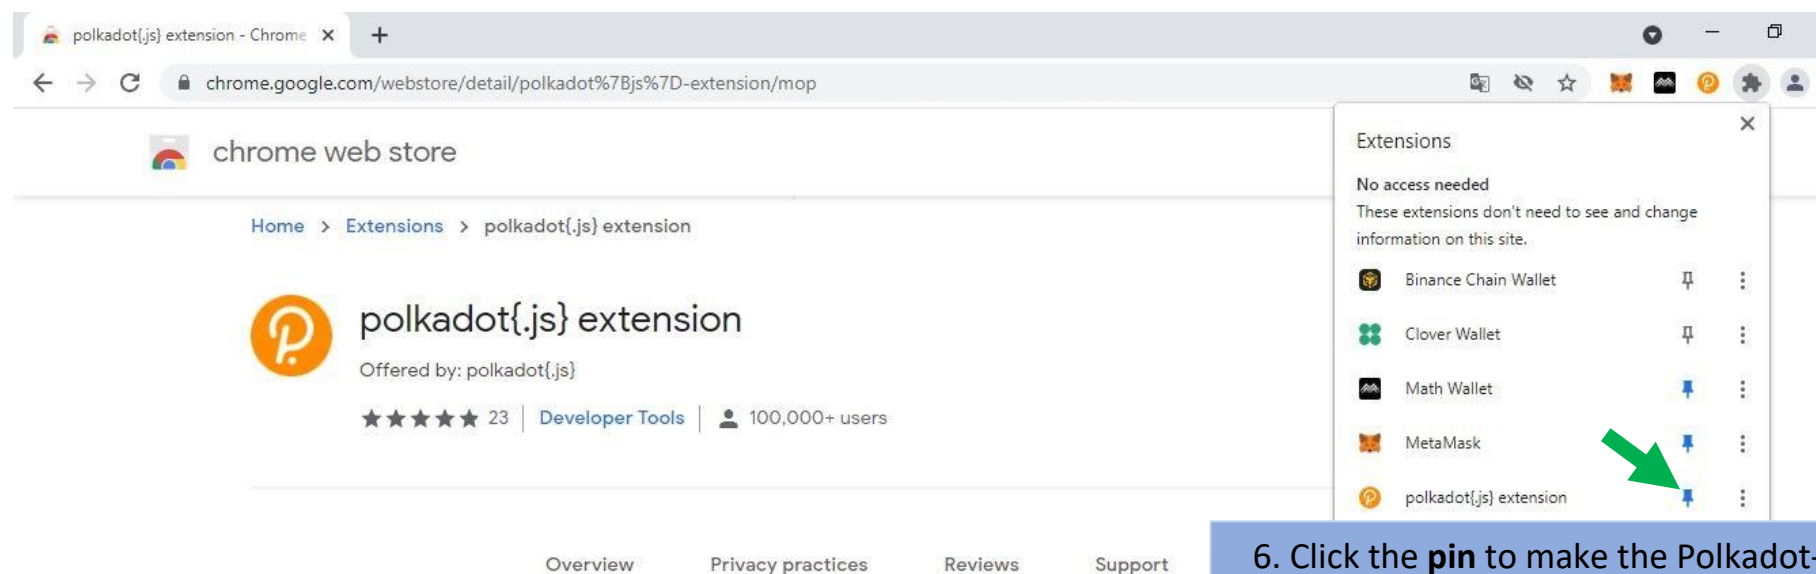 polkadot{.js} extension - Chrome
chrome.google.com/webstore/detail/polkadot%7Bjs%7D-extension/mop
chrome web store
Home > Extensions > polkadot{.js} extension
polkadot{.js} extension
Offered by: polkadot{.js}
★★★★★ 23 | Developer Tools | 100,000+ users
Overview Privacy practices Reviews Support
Extensions
No access needed
These extensions don't need to see and change
information on this site.
Binance Chain Wallet
Clover Wallet
Math Wallet
MetaMask
polkadot{.js} extension
6. Click the pin to make the Polkadot-